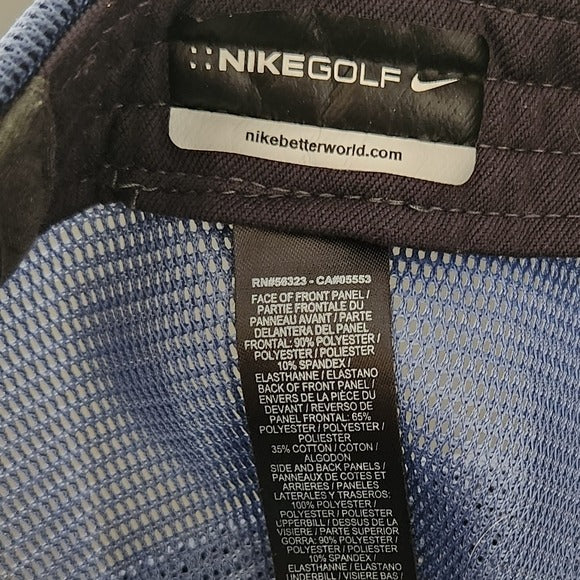 NIKEGOLF
nikebetterworld.com
RN#56323 - CA#05553
FACE OF FRONT PANEL /
PARTIE FRONTALE DU
PANNEAU AVANT / PARTE
DELANTERA DEL PANEL
FRONTAL: 90% POLYESTER /
POLYESTER / POLIESTER
10% SPANDEX /
ELASTHANNE / ELASTANO
BACK OF FRONT PANEL /
ENVERS DE LA PIÈCE DU
DEVANT / REVERSO DE
PANEL FRONTAL: 65%
POLYESTER / POLYESTER /
POLIESTER
35% COTTON / COTON /
ALGODON
SIDE AND BACK PANELS /
PANNEAUX DE COTES ET
ARRIERES / PANELES
LATERALES Y TRASEROS:
100% POLYESTER /
POLYESTER / POLIESTER
UPPERBILL / DESSUS DE LA
VISIERE / PARTE SUPERIOR
GORRA: 90% POLYESTER /
POLYESTER / POLIESTER
10% SPANDEX /
ELASTHANNE / ELASTANO
UNDERBILL / DESSOUS DE LA
VISIERE / PARTE BAS